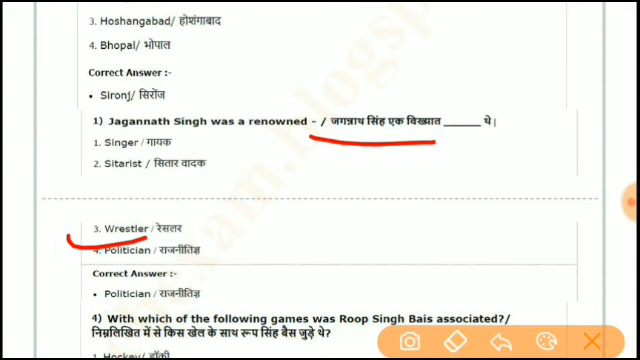 3. Hoshangabad/ होशंगाबाद
4. Bhopal/ भोपाल
Correct Answer :-
• Sironj/ सिरोंज
1) Jagannath Singh was a renowned - / जगन्नाथ सिंह एक विख्यात ______ थे|
1. Singer / गायक
2. Sitarist / सितार वादक
3. Wrestler / रेसलर
4. Politician / राजनीतिज्ञ
Correct Answer :-
• Politician / राजनीतिज्ञ
4) With which of the following games was Roop Singh Bais associated?/
निम्नलिखित में से किस खेल के साथ रूप सिंह बैस जुड़े थे?
1. Hockey/ हॉकी